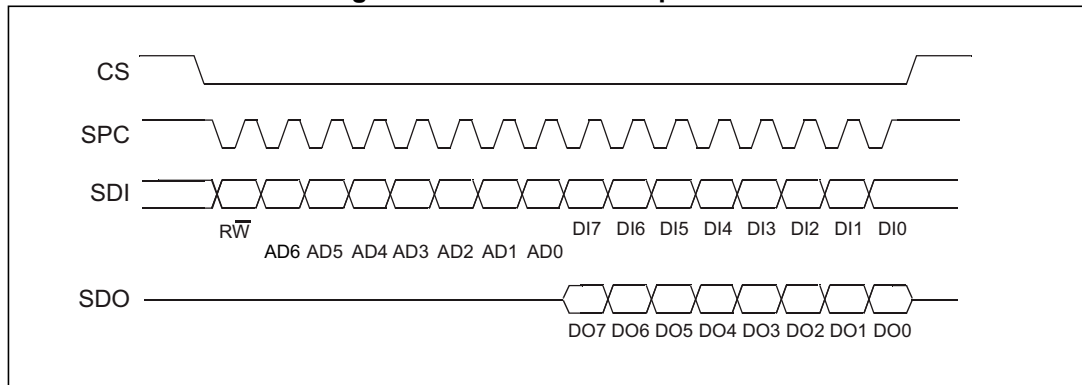 CS
SPC
SDI
RW̅
DI7 DI6 DI5 DI4 DI3 DI2 DI1 DI0
AD6 AD5 AD4 AD3 AD2 AD1 AD0
SDO
DO7 DO6 DO5 DO4 DO3 DO2 DO1 DO0